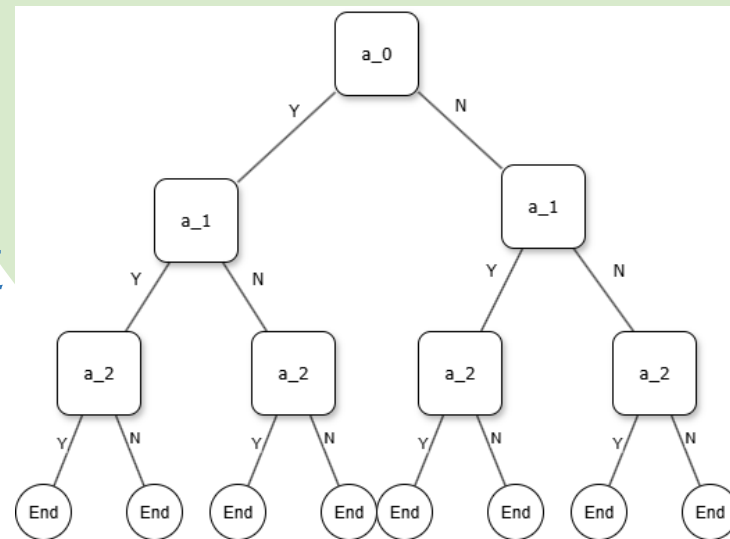 a_0
Y N
a_1 a_1
Y N Y N
a_2 a_2 a_2 a_2
Y N Y N Y N Y N
End End End End End End End End